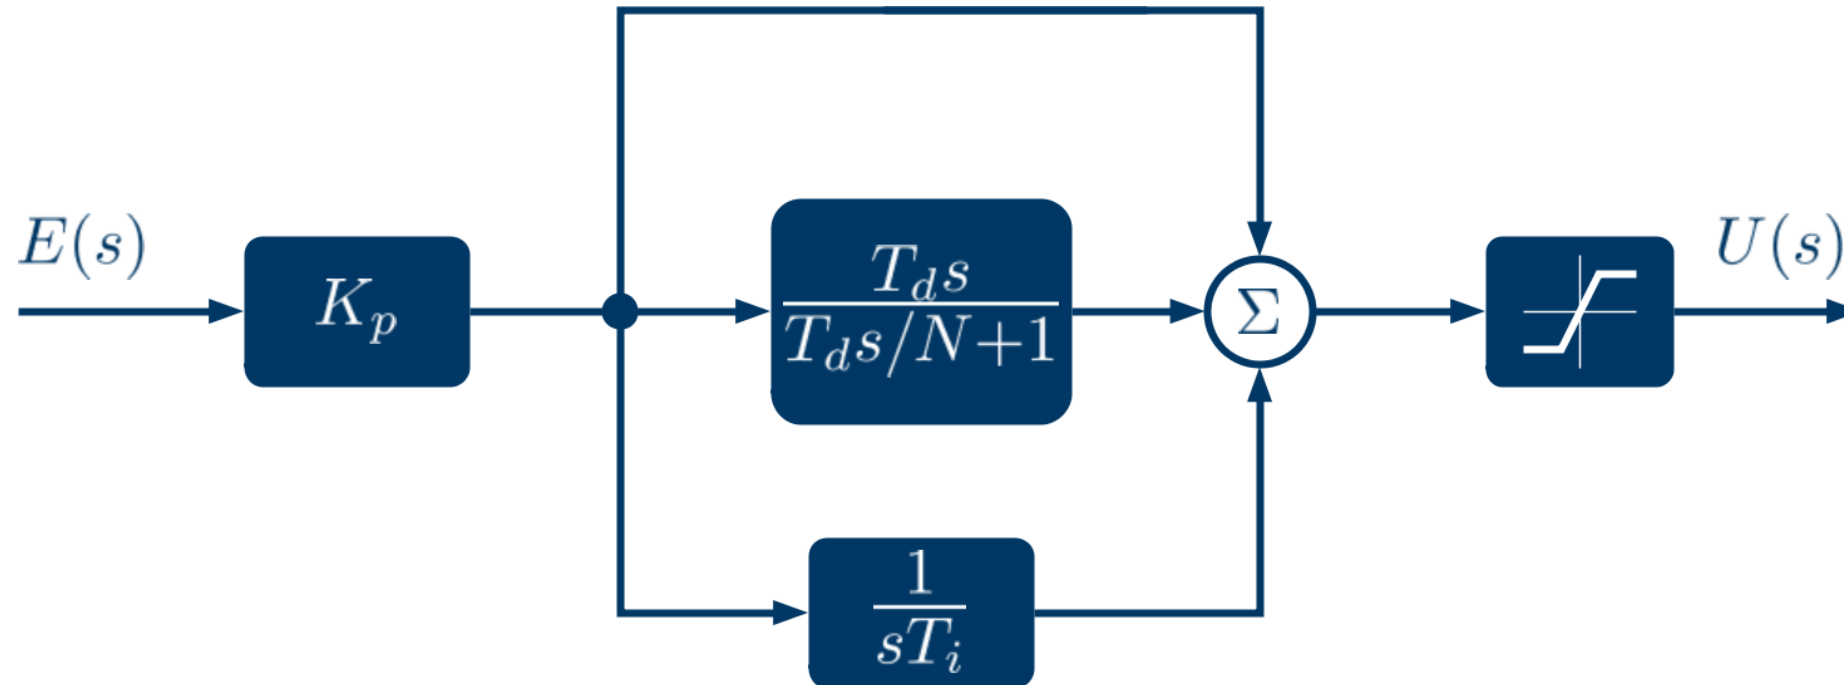 E(s)
K_p
T_d s
T_d s/N+1
Σ
U(s)
1
sT_i